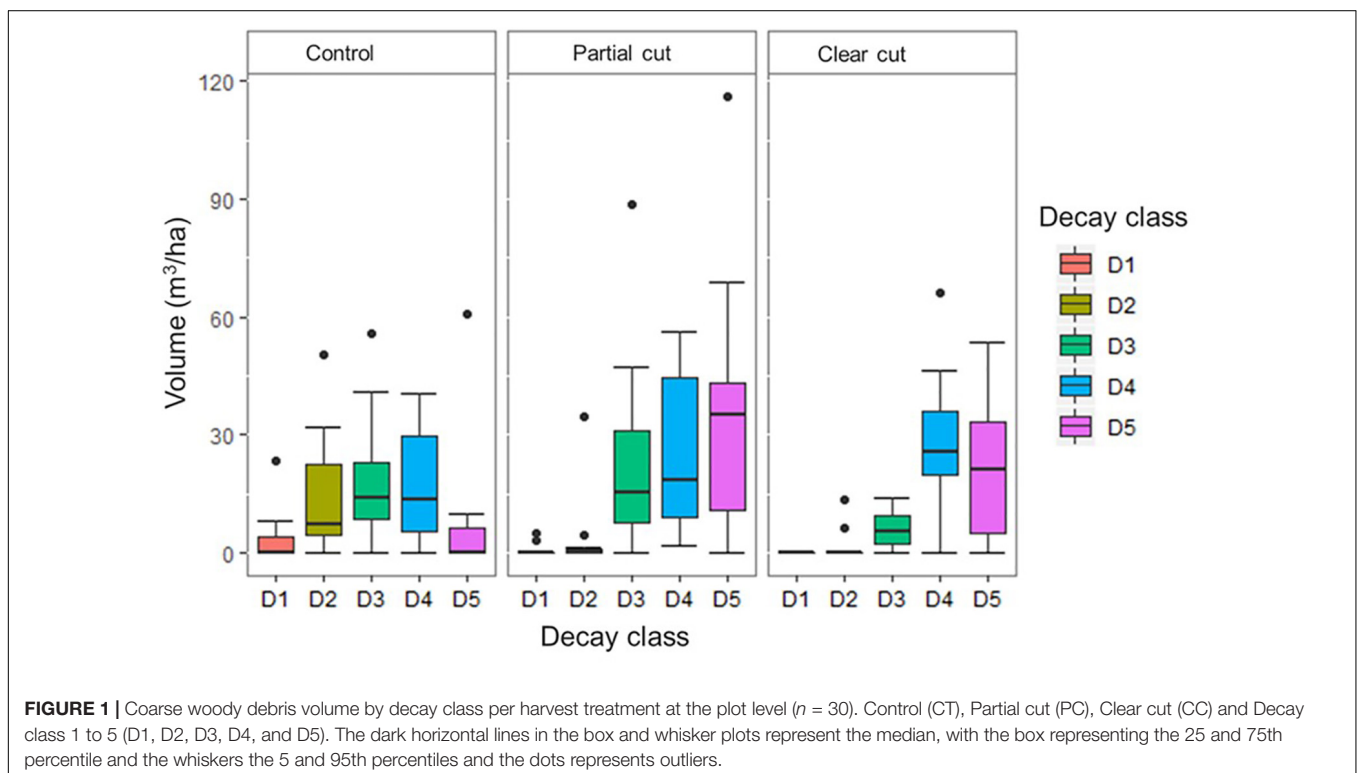 Control Partial cut Clear cut
120
90
60
30
0
Volume (m³/ha)
D1 D2 D3 D4 D5 D1 D2 D3 D4 D5 D1 D2 D3 D4 D5
Decay class
Decay class
D1
D2
D3
D4
D5
FIGURE 1 | Coarse woody debris volume by decay class per harvest treatment at the plot level (n = 30). Control (CT), Partial cut (PC), Clear cut (CC) and Decay
class 1 to 5 (D1, D2, D3, D4, and D5). The dark horizontal lines in the box and whisker plots represent the median, with the box representing the 25 and 75th
percentile and the whiskers the 5 and 95th percentiles and the dots represents outliers.